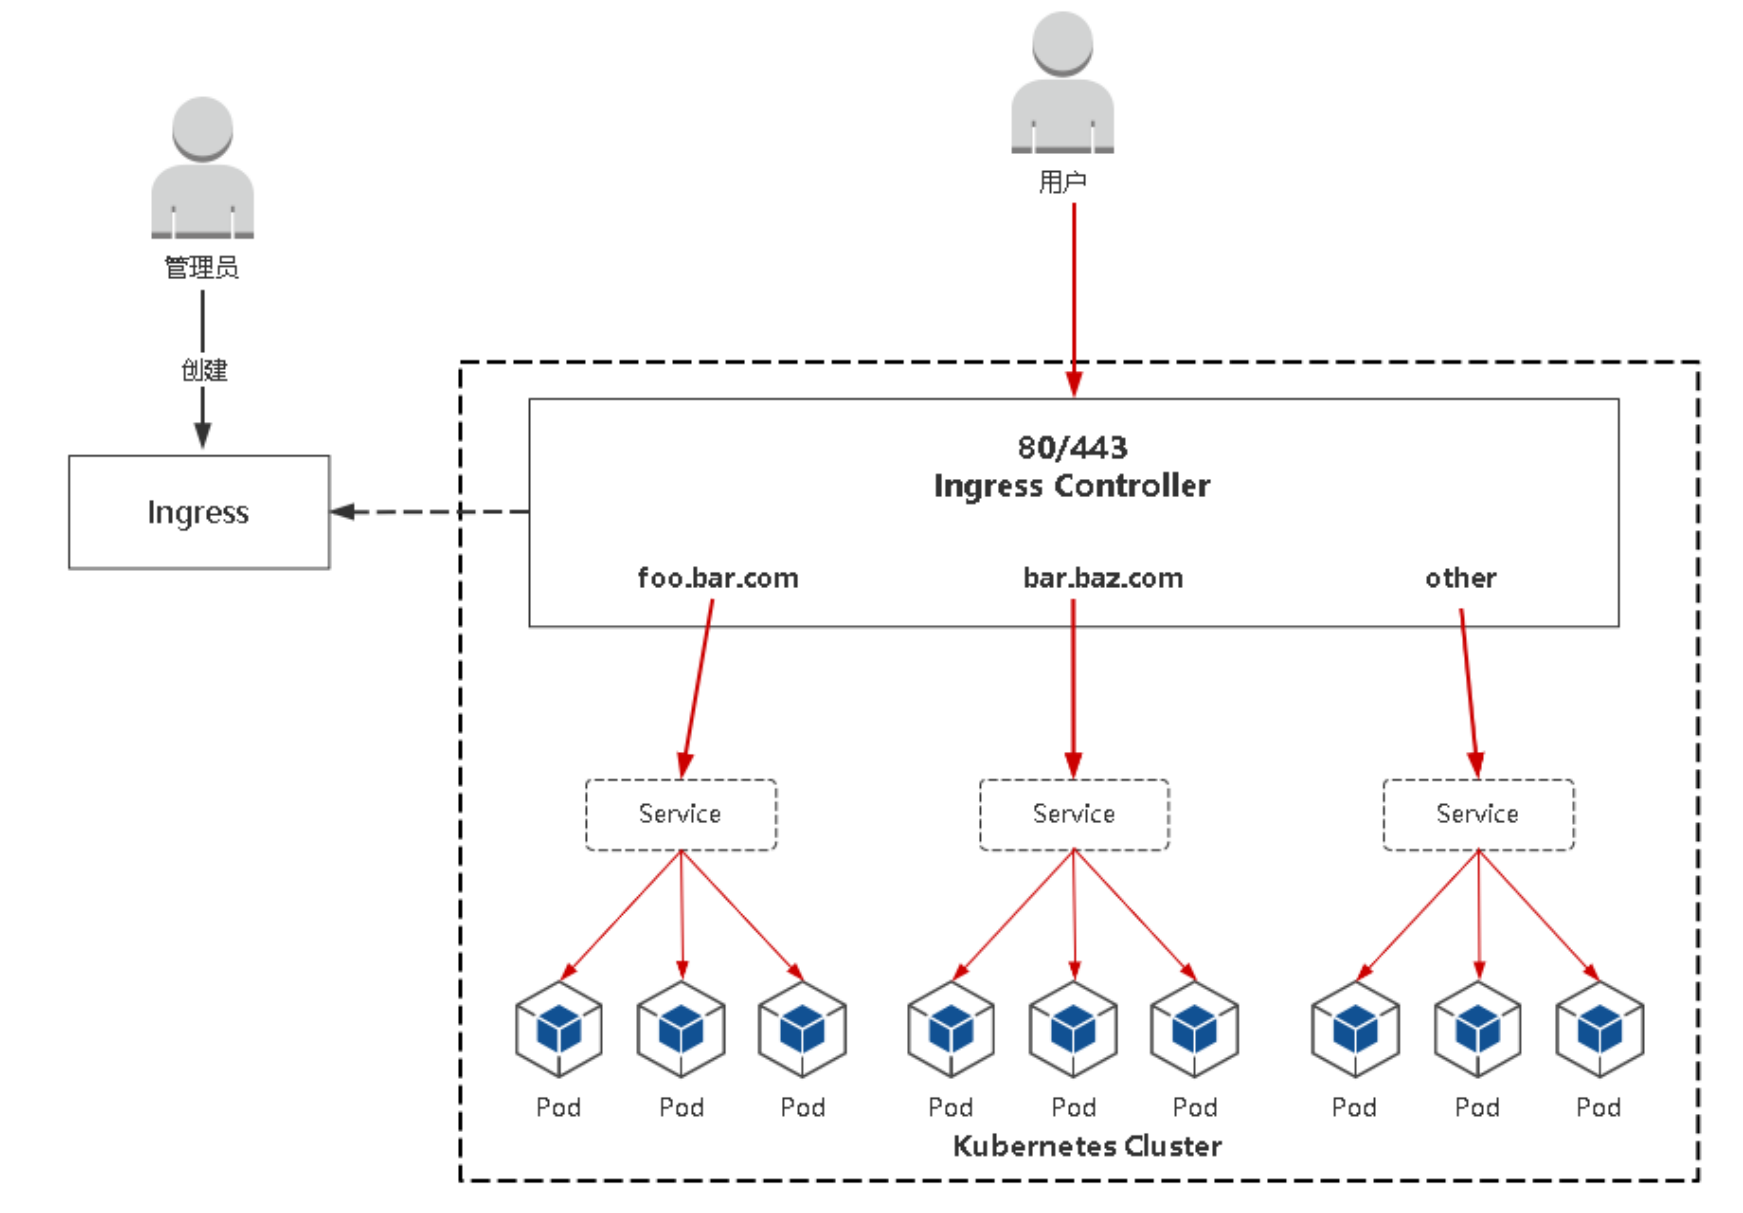 用户
管理员
创建
Ingress
80/443
Ingress Controller
foo.bar.com
bar.baz.com
other
Service
Service
Service
Pod
Pod
Pod
Pod
Pod
Pod
Pod
Pod
Pod
Kubernetes Cluster